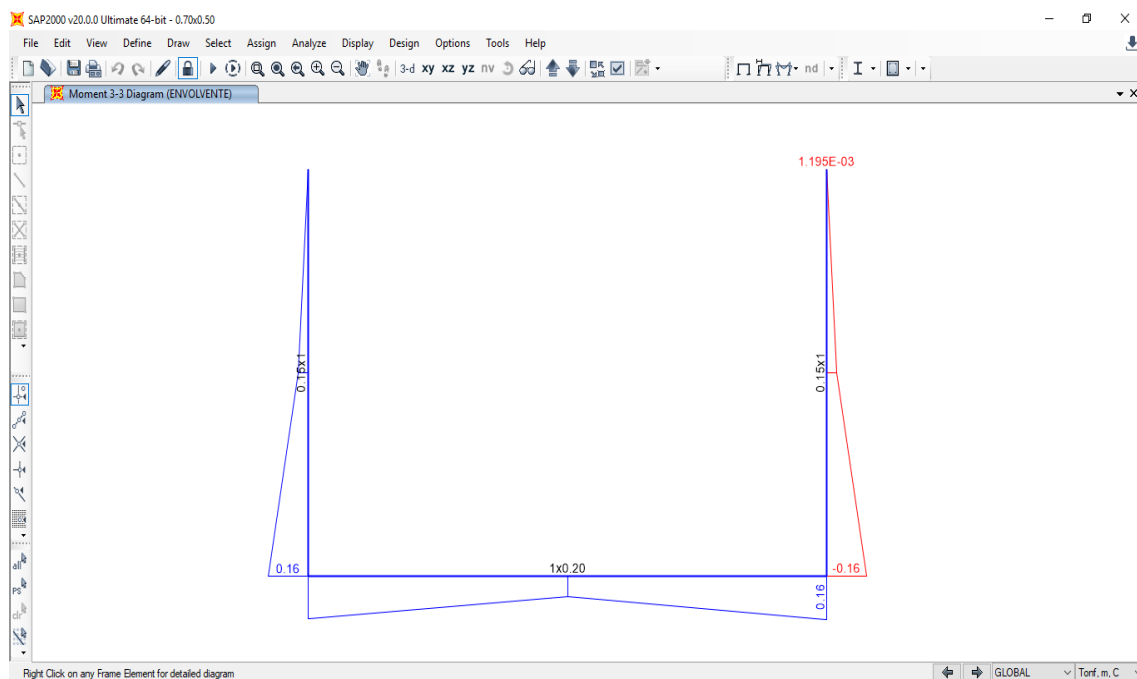 SAP2000 v20.0.0 Ultimate 64-bit - 0.70x0.50
File Edit View Define Draw Select Assign Analyze Display Design Options Tools Help
3-d xy xz yz nv nd
Moment 3-3 Diagram (ENVOLVENTE)
1.195E-03
0.15x1
0.15x1
0.16
1x0.20
-0.16
0.16
all
PS
clr
Right Click on any Frame Element for detailed diagram
GLOBAL
Tonf, m, C